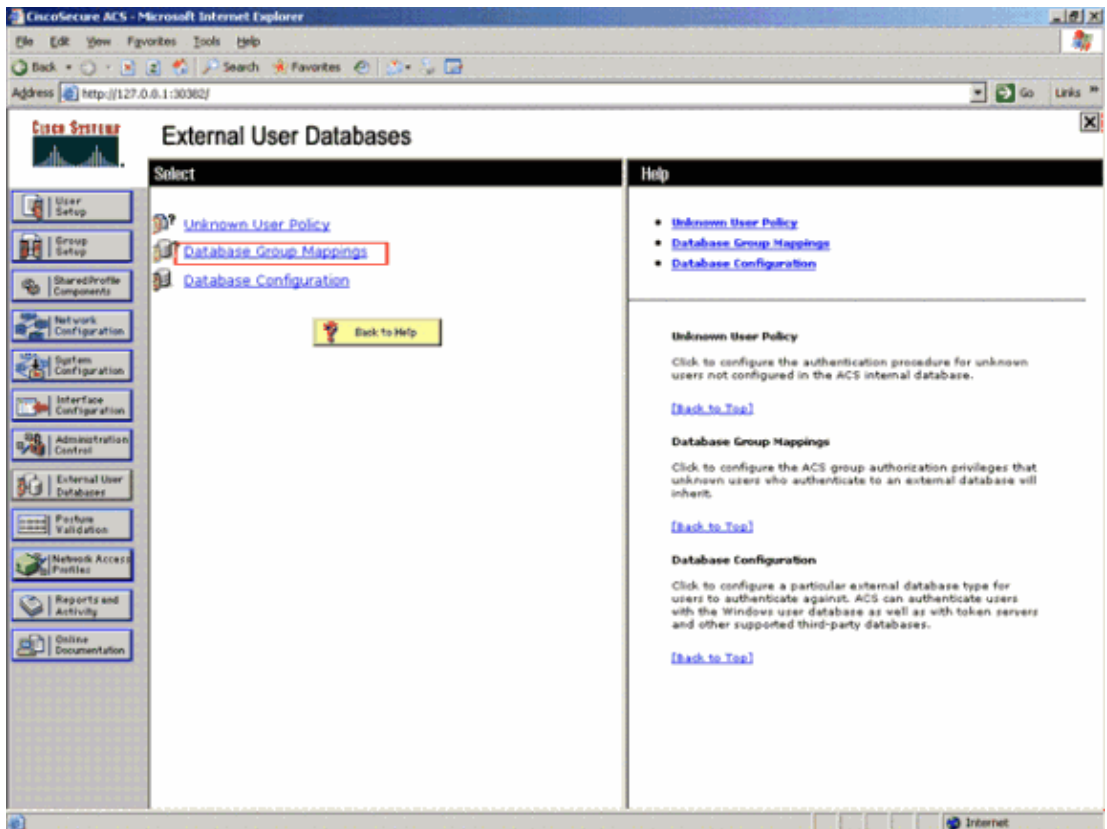 CiscoSecure ACS - Microsoft Internet Explorer
File Edit View Favorites Tools Help
Back Search Favorites
Address http://127.0.0.1:30382/ Go Links »
CISCO SYSTEMS
External User Databases
Select
Help
User
Setup
Group
Setup
Shared Profile
Components
Network
Configuration
System
Configuration
Interface
Configuration
Administration
Control
External User
Databases
Posture
Validation
Network Access
Profiles
Reports and
Activity
Online
Documentation
Unknown User Policy
Database Group Mappings
Database Configuration
Back to Help
• Unknown User Policy
• Database Group Mappings
• Database Configuration
Unknown User Policy
Click to configure the authentication procedure for unknown
users not configured in the ACS internal database.
[Back to Top]
Database Group Mappings
Click to configure the ACS group authorization privileges that
unknown users who authenticate to an external database will
inherit.
[Back to Top]
Database Configuration
Click to configure a particular external database type for
users to authenticate against. ACS can authenticate users
with the Windows user database as well as with token servers
and other supported third-party databases.
[Back to Top]
Internet